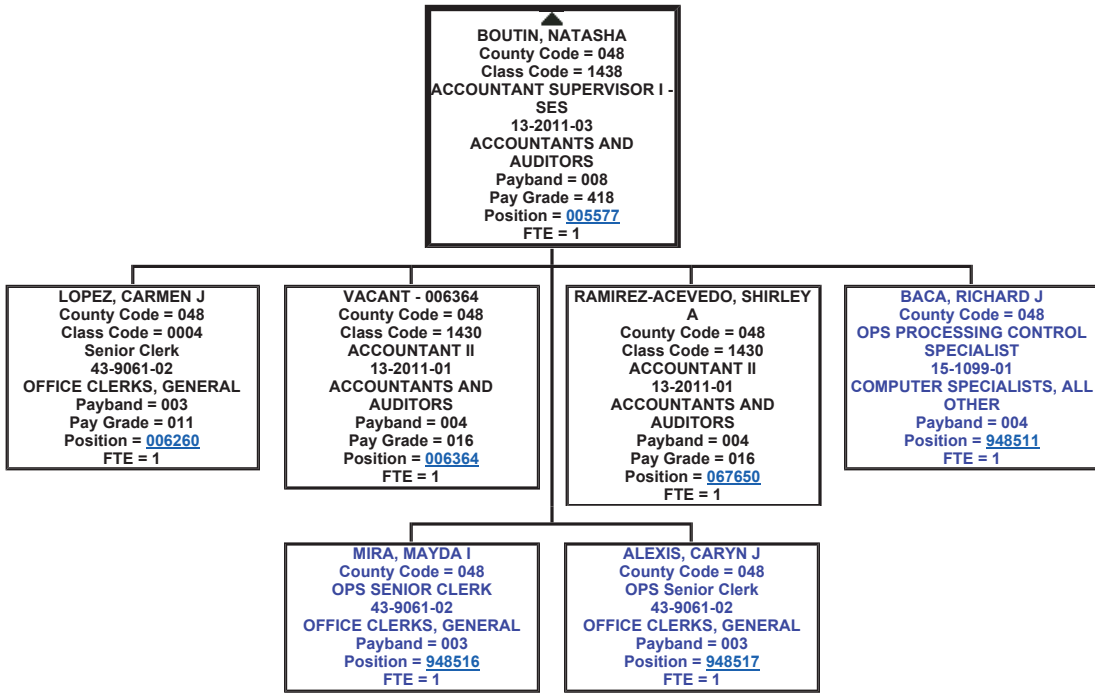 BOUTIN, NATASHA
County Code = 048
Class Code = 1438
ACCOUNTANT SUPERVISOR I -
SES
13-2011-03
ACCOUNTANTS AND
AUDITORS
Payband = 008
Pay Grade = 418
Position = 005577
FTE = 1
LOPEZ, CARMEN J
County Code = 048
Class Code = 0004
Senior Clerk
43-9061-02
OFFICE CLERKS, GENERAL
Payband = 003
Pay Grade = 011
Position = 006260
FTE = 1
VACANT - 006364
County Code = 048
Class Code = 1430
ACCOUNTANT II
13-2011-01
ACCOUNTANTS AND
AUDITORS
Payband = 004
Pay Grade = 016
Position = 006364
FTE = 1
RAMIREZ-ACEVEDO, SHIRLEY
A
County Code = 048
Class Code = 1430
ACCOUNTANT II
13-2011-01
ACCOUNTANTS AND
AUDITORS
Payband = 004
Pay Grade = 016
Position = 067650
FTE = 1
BACA, RICHARD J
County Code = 048
OPS PROCESSING CONTROL
SPECIALIST
15-1099-01
COMPUTER SPECIALISTS, ALL
OTHER
Payband = 004
Position = 948511
FTE = 1
MIRA, MAYDA I
County Code = 048
OPS SENIOR CLERK
43-9061-02
OFFICE CLERKS, GENERAL
Payband = 003
Position = 948516
FTE = 1
ALEXIS, CARYN J
County Code = 048
OPS Senior Clerk
43-9061-02
OFFICE CLERKS, GENERAL
Payband = 003
Position = 948517
FTE = 1